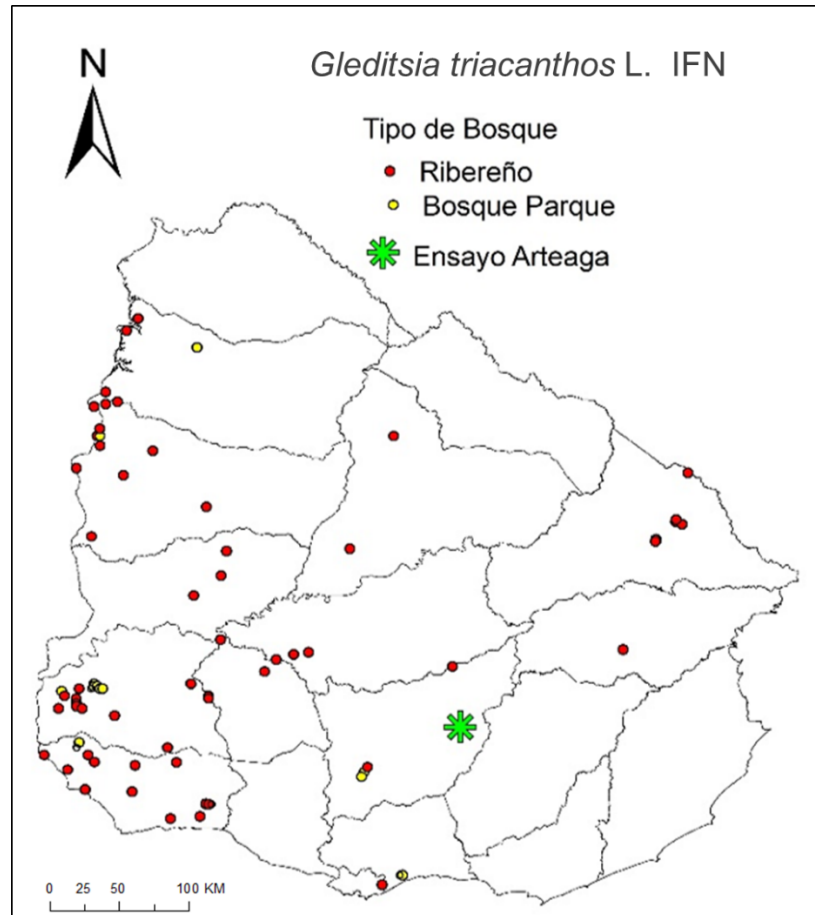 Gleditsia triacanthos L. IFN
N
Tipo de Bosque
Ribereño
Bosque Parque
Ensayo Arteaga
0 25 50 100 KM